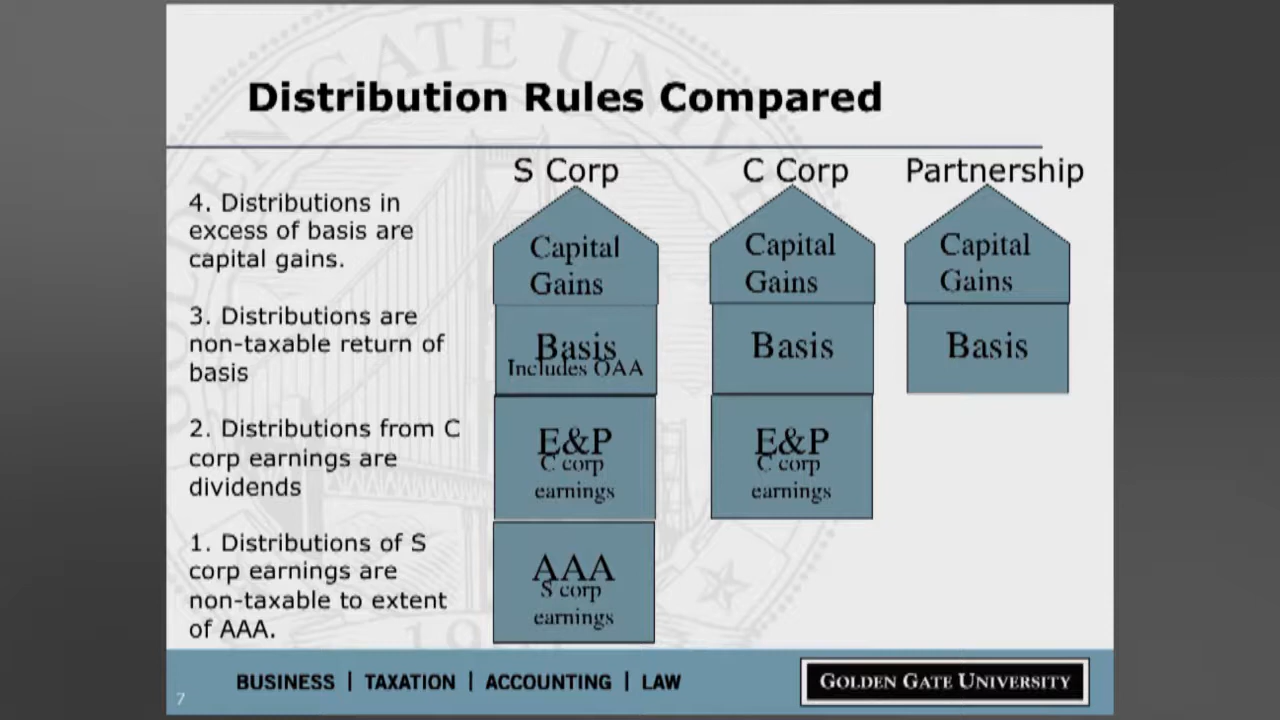 Distribution Rules Compared
S Corp
C Corp
Partnership
4. Distributions in
excess of basis are
capital gains.
3. Distributions are
non-taxable return of
basis
2. Distributions from C
corp earnings are
dividends
1. Distributions of S
corp earnings are
non-taxable to extent
of AAA.
Capital
Gains
Basis
Includes OAA
E&P
C corp
earnings
AAA
S corp
earnings
Capital
Gains
Basis
E&P
C corp
earnings
Capital
Gains
Basis
7
BUSINESS | TAXATION | ACCOUNTING | LAW
GOLDEN GATE UNIVERSITY
GOLDEN GATE UNIVERSITY